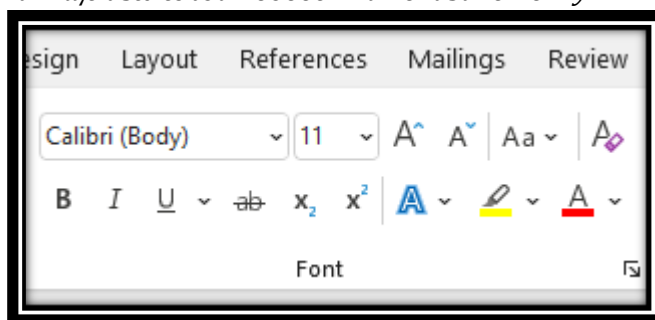 esign Layout References Mailings Review
Calibri (Body) 11 A A Aa A
B I U ab x2 x2 A A
Font